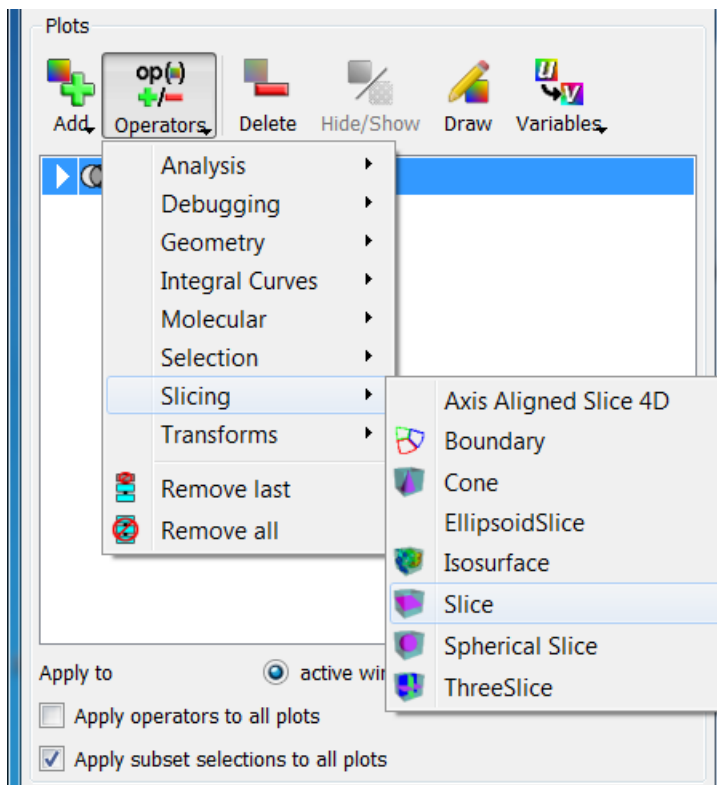 Plots
op(=)
+/-
u
v
Add Operators Delete Hide/Show Draw Variables
Analysis
Debugging
Geometry
Integral Curves
Molecular
Selection
Slicing
Transforms
Remove last
Remove all
Axis Aligned Slice 4D
Boundary
Cone
EllipsoidSlice
Isosurface
Slice
Spherical Slice
ThreeSlice
Apply to
active wi
Apply operators to all plots
Apply subset selections to all plots